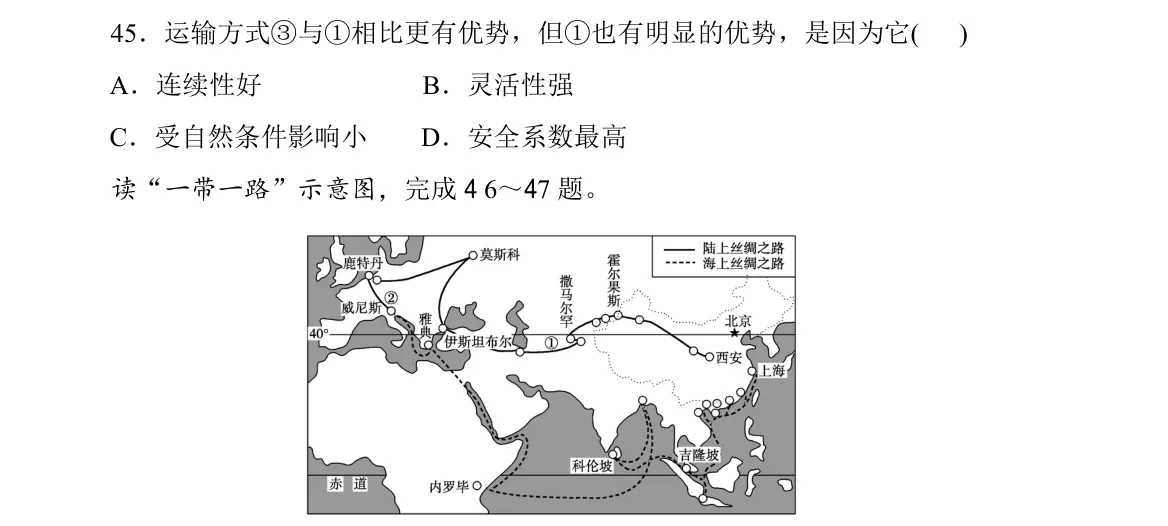 45．运输方式③与①相比更有优势，但①也有明显的优势，是因为它(　　)
A．连续性好　　B．灵活性强
C．受自然条件影响小　　D．安全系数最高
读“一带一路”示意图，完成 4 6～47 题。
陆上丝绸之路
海上丝绸之路
莫斯科
鹿特丹
霍尔果斯
撒马尔罕
②
威尼斯
雅典
北京
40°
伊斯坦布尔
①
西安
上海
吉隆坡
科伦坡
赤道
内罗毕